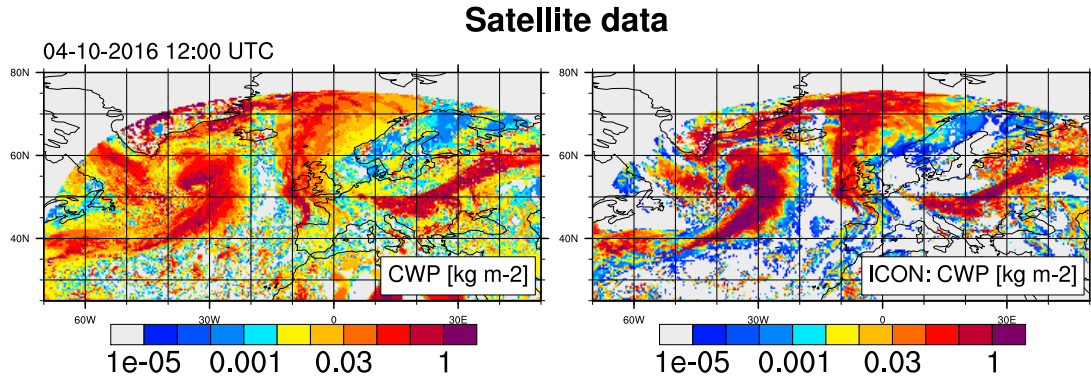 Satellite data
04-10-2016 12:00 UTC
80N 80N
60N 60N
40N 40N
CWP [kg m-2] ICON: CWP [kg m-2]
60W 30W 0 30E 60W 30W 0 30E
1e-05 0.001 0.03 1 1e-05 0.001 0.03 1